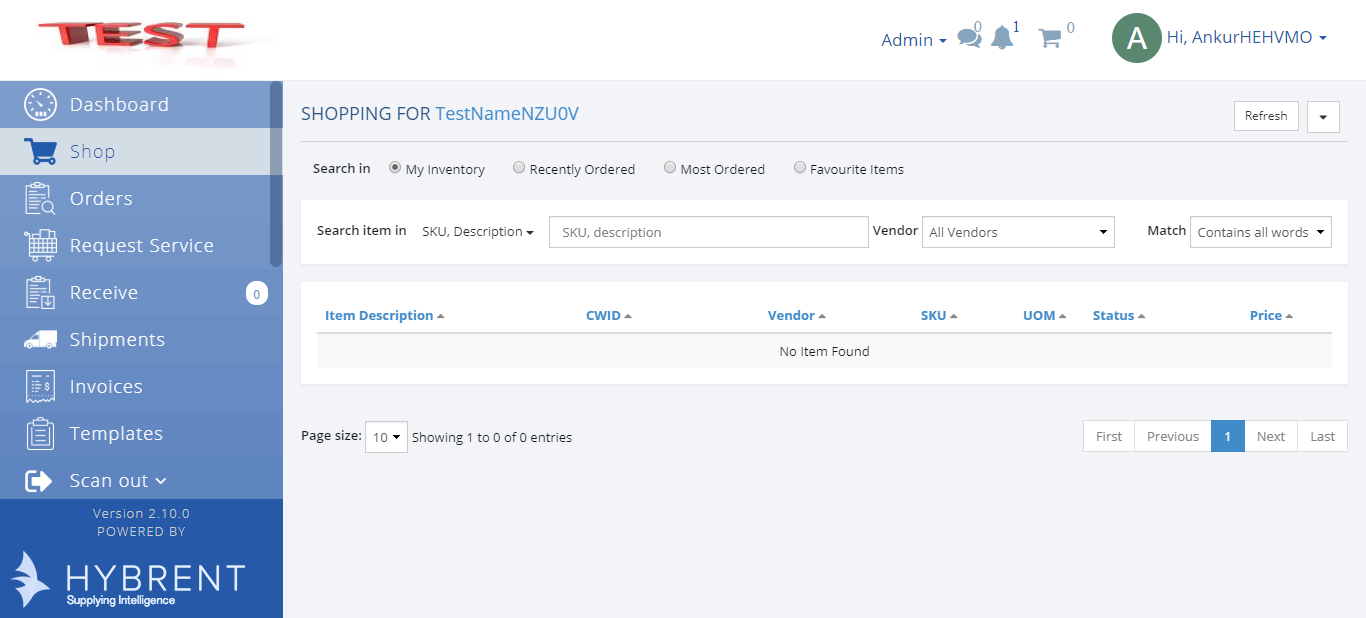 TEST
Admin 0 1 0 A Hi, AnkurHEHVMO
Dashboard
Shop
Orders
Request Service
Receive 0
Shipments
Invoices
Templates
Scan out
Version 2.10.0
POWERED BY
HYBRENT
Supplying Intelligence
SHOPPING FOR TestNameNZU0V Refresh
Search in My Inventory Recently Ordered Most Ordered Favourite Items
Search item in SKU, Description SKU, description Vendor All Vendors Match Contains all words
Item Description CWID Vendor SKU UOM Status Price
No Item Found
Page size: 10 Showing 1 to 0 of 0 entries First Previous 1 Next Last